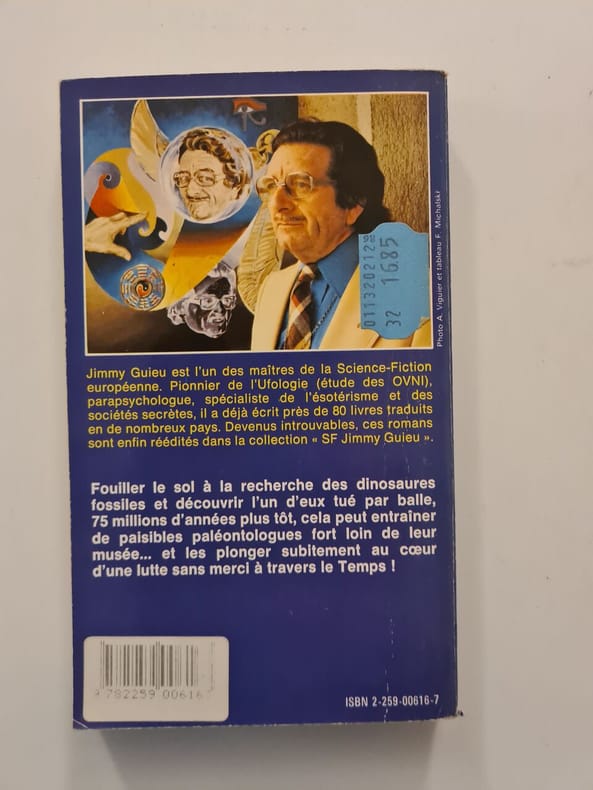 Photo A. Viguier et tableau F. Michalski
0113202129
32 1685
Jimmy Guieu est l'un des maîtres de la Science-Fiction
européenne. Pionnier de l'Ufologie (étude des OVNI),
parapsychologue, spécialiste de l'ésotérisme et des
sociétés secrètes, il a déjà écrit près de 80 livres traduits
en de nombreux pays. Devenus introuvables, ces romans
sont enfin réédités dans la collection « SF Jimmy Guieu ».
Fouiller le sol à la recherche des dinosaures
fossiles et découvrir l'un d'eux tué par balle,
75 millions d'années plus tôt, cela peut entraîner
de paisibles paléontologues fort loin de leur
musée... et les plonger subitement au cœur
d'une lutte sans merci à travers le Temps !
9 782259 00616
ISBN 2-259-00616-7